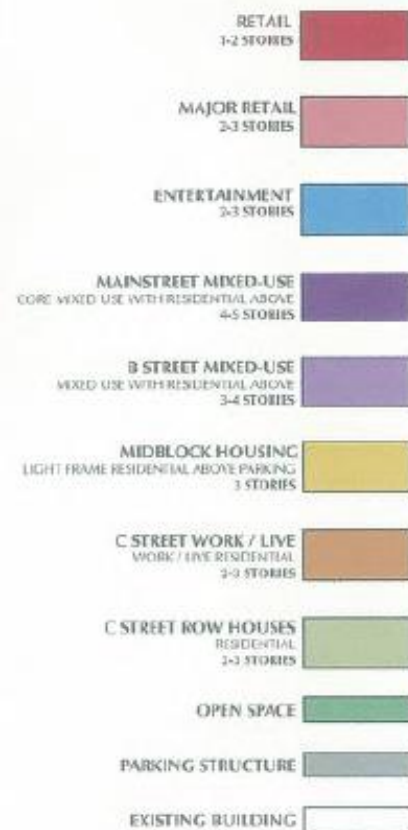 RETAIL
1-2 STORIES
MAJOR RETAIL
2-3 STORIES
ENTERTAINMENT
2-3 STORIES
MAINSTREET MIXED-USE
CORE MIXED USE WITH RESIDENTIAL ABOVE
4-5 STORIES
B STREET MIXED-USE
MIXED USE WITH RESIDENTIAL ABOVE
3-4 STORIES
MIDBLOCK HOUSING
LIGHT FRAME RESIDENTIAL ABOVE PARKING
3 STORIES
C STREET WORK / LIVE
WORK / LIVE RESIDENTIAL
2-3 STORIES
C STREET ROW HOUSES
RESIDENTIAL
2-3 STORIES
OPEN SPACE
PARKING STRUCTURE
EXISTING BUILDING